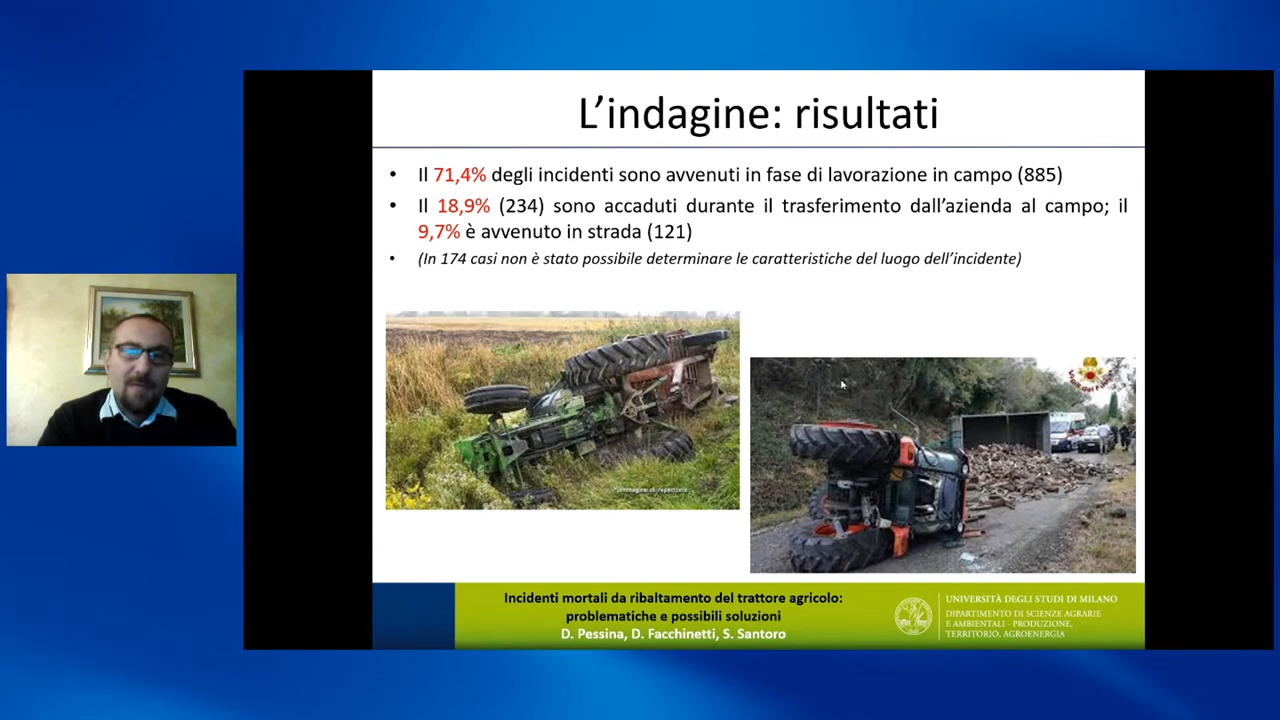 L'indagine: risultati
• Il 71,4% degli incidenti sono avvenuti in fase di lavorazione in campo (885)
• Il 18,9% (234) sono accaduti durante il trasferimento dall'azienda al campo; il
9,7% è avvenuto in strada (121)
• (In 174 casi non è stato possibile determinare le caratteristiche del luogo dell'incidente)
*immagine di repertorio
Incidenti mortali da ribaltamento del trattore agricolo:
problematiche e possibili soluzioni
D. Pessina, D. Facchinetti, S. Santoro
UNIVERSITÀ DEGLI STUDI DI MILANO
DIPARTIMENTO DI SCIENZE AGRARIE
E AMBIENTALI - PRODUZIONE,
TERRITORIO, AGROENERGIA